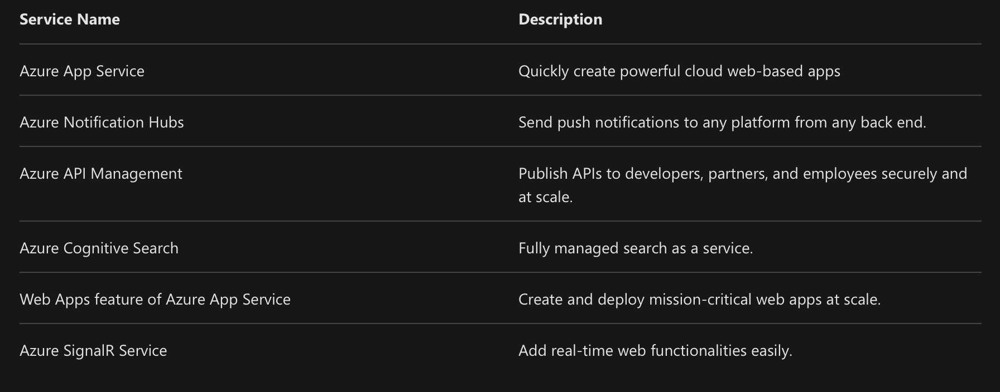 Service Name Description
Azure App Service Quickly create powerful cloud web-based apps
Azure Notification Hubs Send push notifications to any platform from any back end.
Azure API Management Publish APIs to developers, partners, and employees securely and
at scale.
Azure Cognitive Search Fully managed search as a service.
Web Apps feature of Azure App Service Create and deploy mission-critical web apps at scale.
Azure SignalR Service Add real-time web functionalities easily.